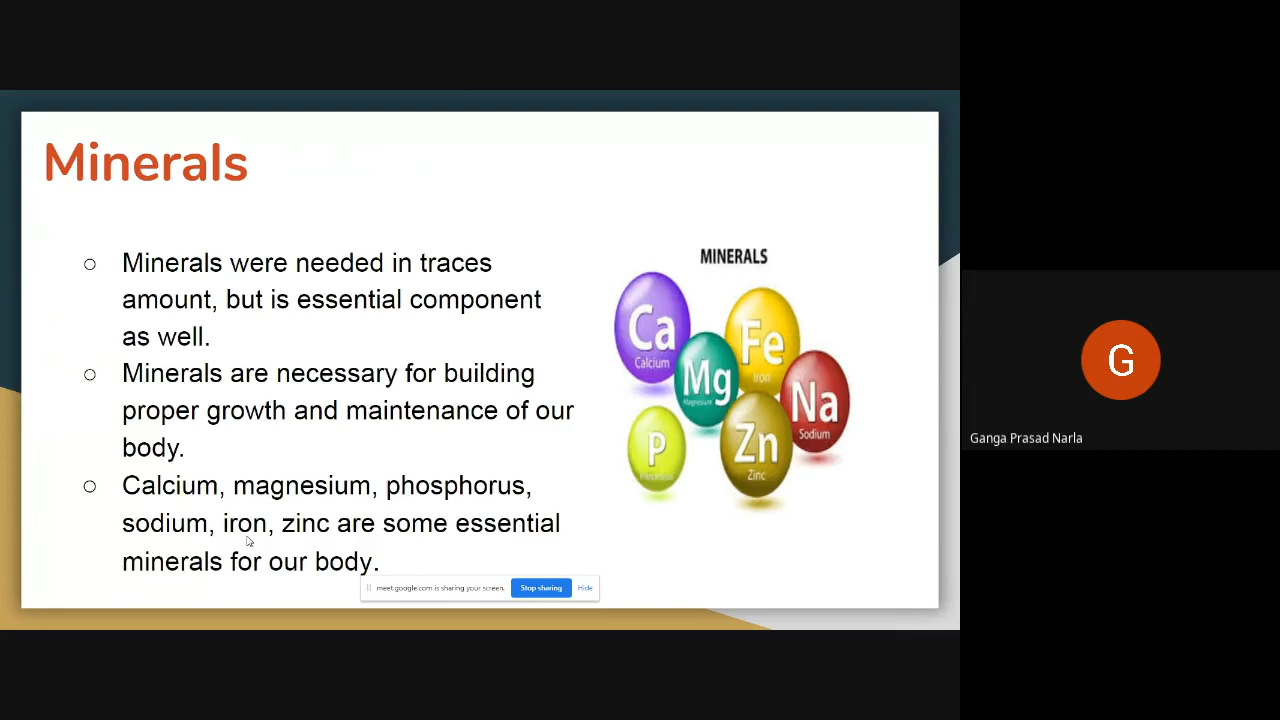 Minerals
○ Minerals were needed in traces
amount, but is essential component
as well.
○ Minerals are necessary for building
proper growth and maintenance of our
body.
○ Calcium, magnesium, phosphorus,
sodium, iron, zinc are some essential
minerals for our body.
MINERALS
Ca
Calcium
Fe
Iron
Mg
Magnesium
Na
Sodium
P
Zn
Zinc
meet.google.com is sharing your screen.
Stop sharing
Hide
G
Ganga Prasad Narla